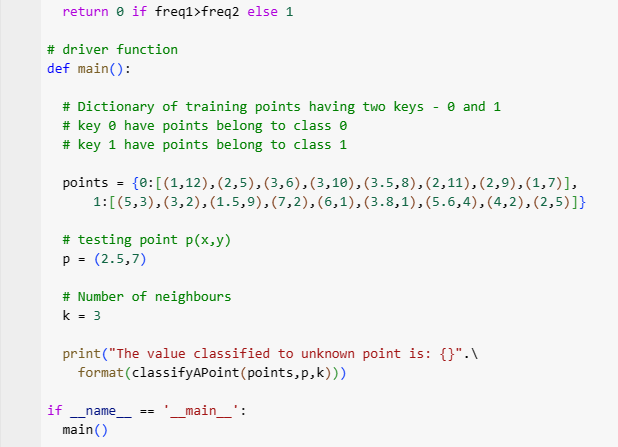 return 0 if freq1>freq2 else 1
# driver function
def main():
# Dictionary of training points having two keys - 0 and 1
# key 0 have points belong to class 0
# key 1 have points belong to class 1
points = {0:[(1,12),(2,5),(3,6),(3,10),(3.5,8),(2,11),(2,9),(1,7)],
1:[(5,3),(3,2),(1.5,9),(7,2),(6,1),(3.8,1),(5.6,4),(4,2),(2,5)]}
# testing point p(x,y)
p = (2.5,7)
# Number of neighbours
k = 3
print("The value classified to unknown point is: {}".\
format(classifyAPoint(points,p,k)))
if __name__ == '__main__':
main()